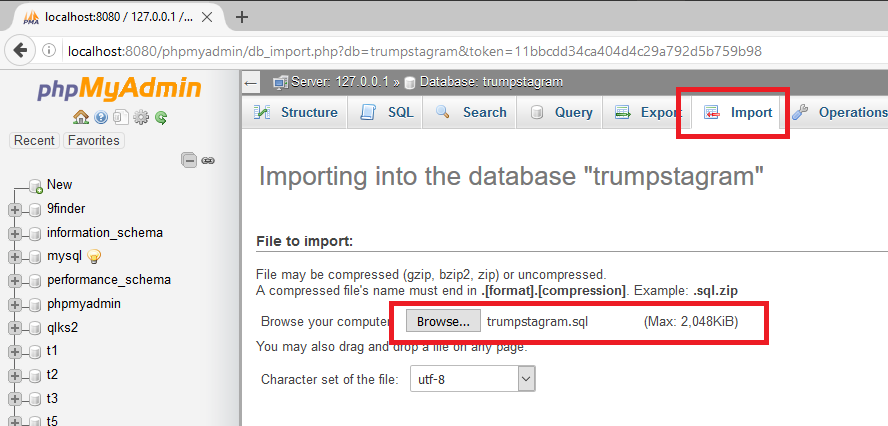 localhost:8080 / 127.0.0.1 /...
localhost:8080/phpmyadmin/db_import.php?db=trumpstagram&token=11bbcdd34ca404d4c29a792d5b759b98
phpMyAdmin
Recent Favorites
New
9finder
information_schema
mysql
performance_schema
phpmyadmin
qlks2
t1
t2
t3
t5
Server: 127.0.0.1 » Database: trumpstagram
Structure SQL Search Query Export Import Operations
Importing into the database "trumpstagram"
File to import:
File may be compressed (gzip, bzip2, zip) or uncompressed.
A compressed file's name must end in .[format].[compression]. Example: .sql.zip
Browse your computer Browse... trumpstagram.sql (Max: 2,048KiB)
You may also drag and drop a file on any page.
Character set of the file: utf-8